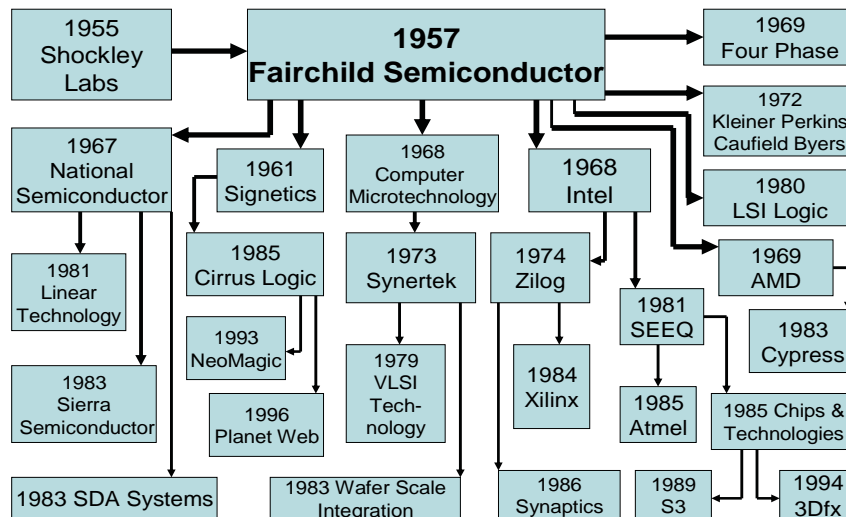 1955
Shockley
Labs
1957
Fairchild Semiconductor
1969
Four Phase
1972
Kleiner Perkins
Caufield Byers
1967
National
Semiconductor
1961
Signetics
1968
Computer
Microtechnology
1968
Intel
1980
LSI Logic
1985
Cirrus Logic
1973
Synertek
1974
Zilog
1969
AMD
1981
Linear
Technology
1981
SEEQ
1983
Cypress
1993
NeoMagic
1979
VLSI
Tech-
nology
1984
Xilinx
1983
Sierra
Semiconductor
1996
Planet Web
1985
Atmel
1985 Chips &
Technologies
1983 SDA Systems
1983 Wafer Scale
Integration
1986
Synaptics
1989
S3
1994
3Dfx